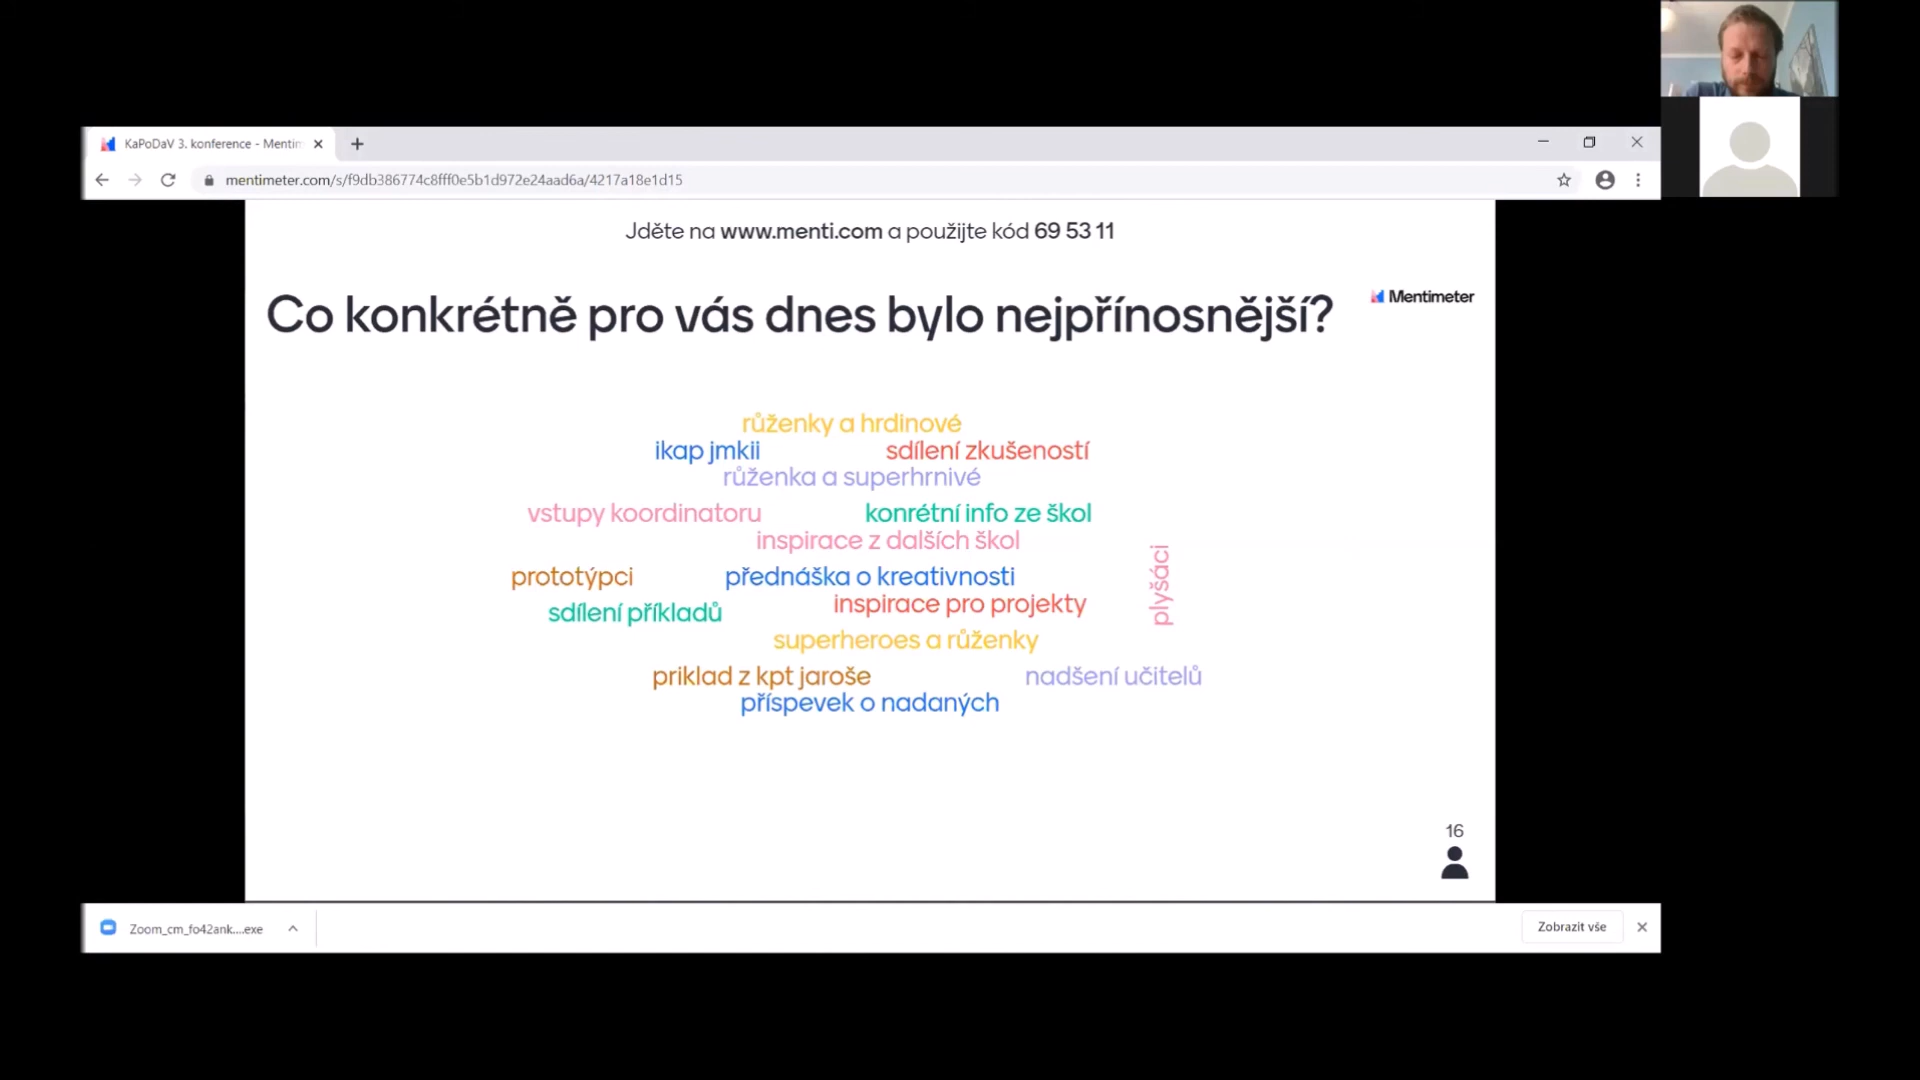 KaPoDaV 3. konference - Mentim
mentimeter.com/s/f9db386774c8fff0e5b1d972e24aad6a/4217a18e1d15
Jděte na www.menti.com a použijte kód 69 53 11
Co konkrétně pro vás dnes bylo nejpřínosnější?
Mentimeter
růženky a hrdinové
ikap jmkii
sdílení zkušeností
růženka a superhrnivé
vstupy koordinatoru
konrétní info ze škol
inspirace z dalších škol
plyšáci
prototýpci
přednáška o kreativnosti
inspirace pro projekty
sdílení příkladů
superheroes a růženky
priklad z kpt jaroše
nadšení učitelů
příspevek o nadaných
16
Zoom_cm_fo42ank....exe
Zobrazit vše